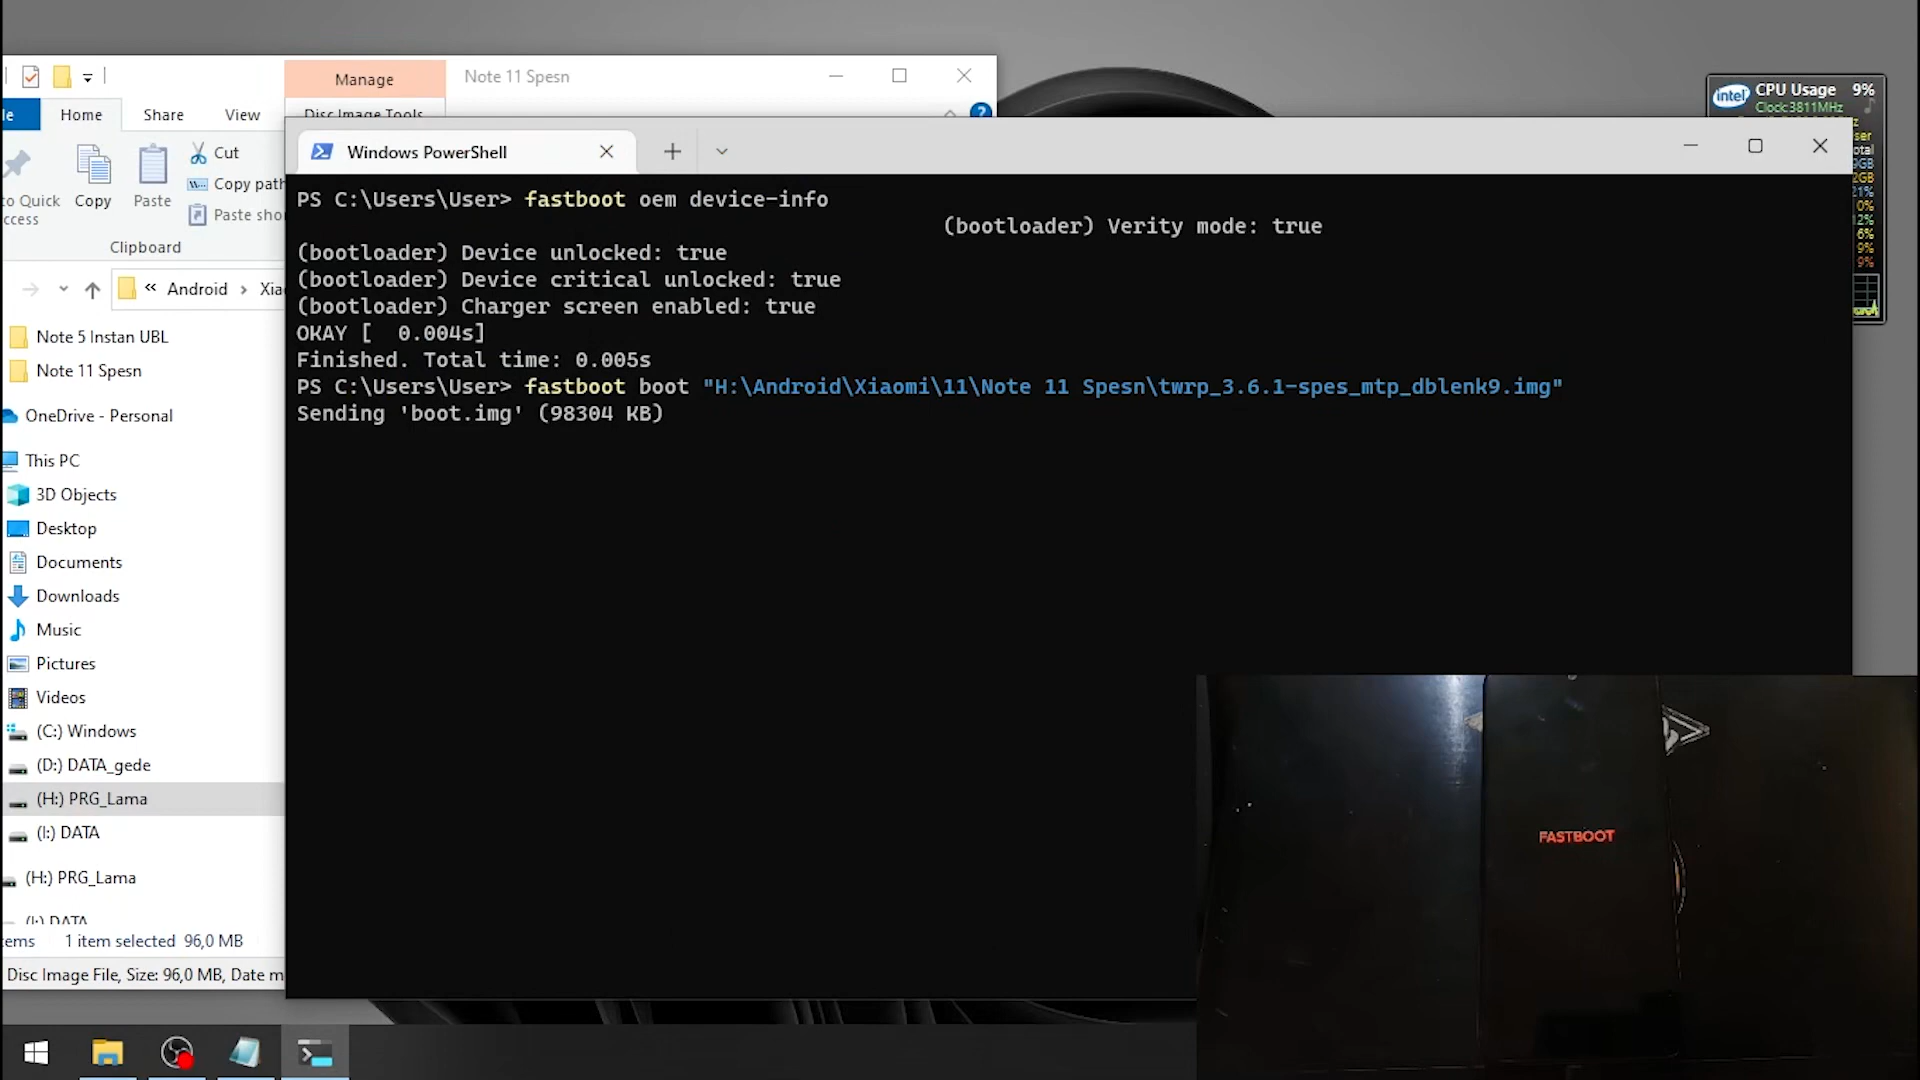 Manage
Note 11 Spesn
Home
Share
View
Disc Image Tools
intel
CPU Usage 9%
Clock:3811MHz
Cut
Copy path
Copy
Paste
Clipboard
Windows PowerShell
PS C:\Users\User> fastboot oem device-info
(bootloader) Verity mode: true
(bootloader) Device unlocked: true
(bootloader) Device critical unlocked: true
(bootloader) Charger screen enabled: true
OKAY [  0.004s]
Finished. Total time: 0.005s
PS C:\Users\User> fastboot boot "H:\Android\Xiaomi\11\Note 11 Spesn\twrp_3.6.1-spes_mtp_dblenk9.img"
Sending 'boot.img' (98304 KB)
« Android › Xia
Note 5 Instan UBL
Note 11 Spesn
OneDrive - Personal
This PC
3D Objects
Desktop
Documents
Downloads
Music
Pictures
Videos
(C:) Windows
(D:) DATA_gede
(H:) PRG_Lama
(I:) DATA
(H:) PRG_Lama
(I:) DATA
1 item selected 96,0 MB
Disc Image File, Size: 96,0 MB, Date m
FASTBOOT